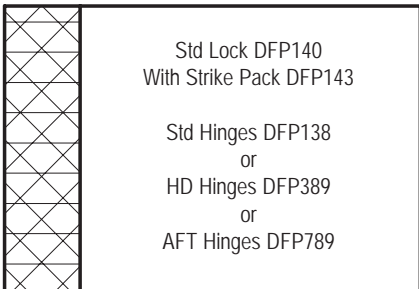 Std Lock DFP140
With Strike Pack DFP143
Std Hinges DFP138
or
HD Hinges DFP389
or
AFT Hinges DFP789